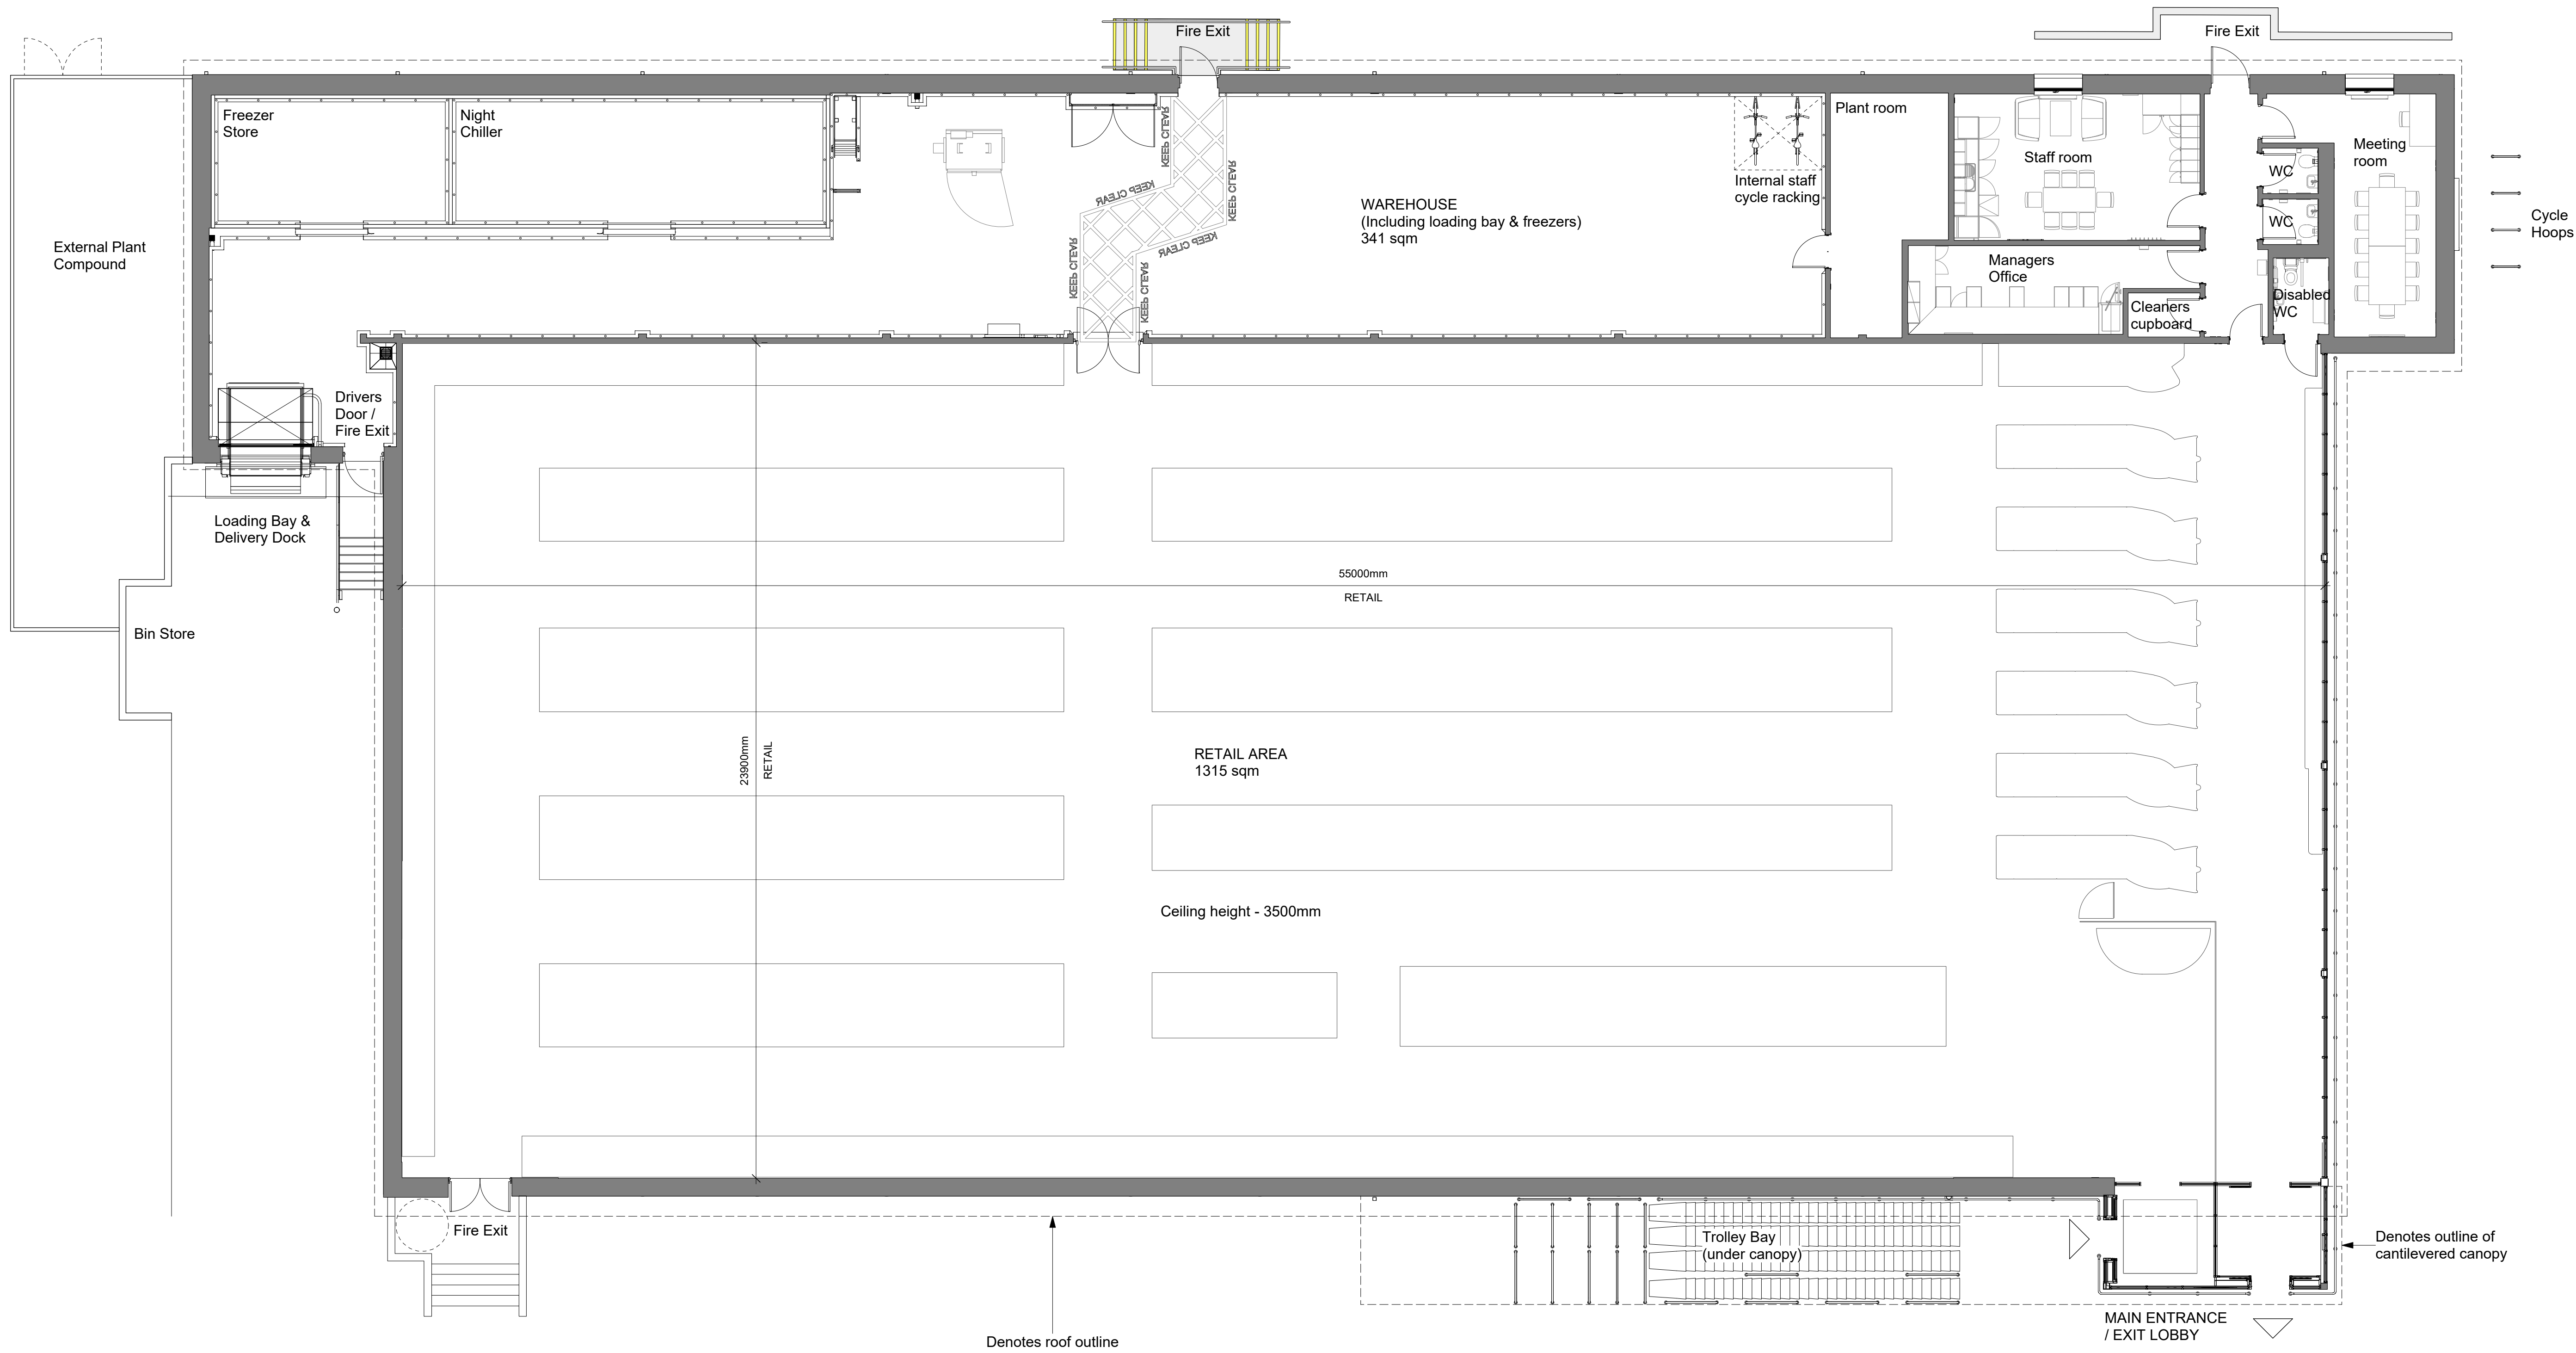 Fire Exit
Fire Exit
Freezer
Store
Night
Chiller
KEEP CLEAR
KEEP CLEAR
KEEP CLEAR
KEEP CLEAR
KEEP CLEAR
KEEP CLEAR
WAREHOUSE
(Including loading bay & freezers)
341 sqm
Internal staff
cycle racking
Plant room
Staff room
WC
WC
Meeting
room
Cycle
Hoops
External Plant
Compound
Managers
Office
Cleaners
cupboard
Disabled
WC
Drivers
Door /
Fire Exit
Loading Bay &
Delivery Dock
55000mm
RETAIL
Bin Store
23900mm
RETAIL
RETAIL AREA
1315 sqm
Ceiling height - 3500mm
Fire Exit
Trolley Bay
(under canopy)
Denotes outline of
cantilevered canopy
MAIN ENTRANCE
/ EXIT LOBBY
Denotes roof outline